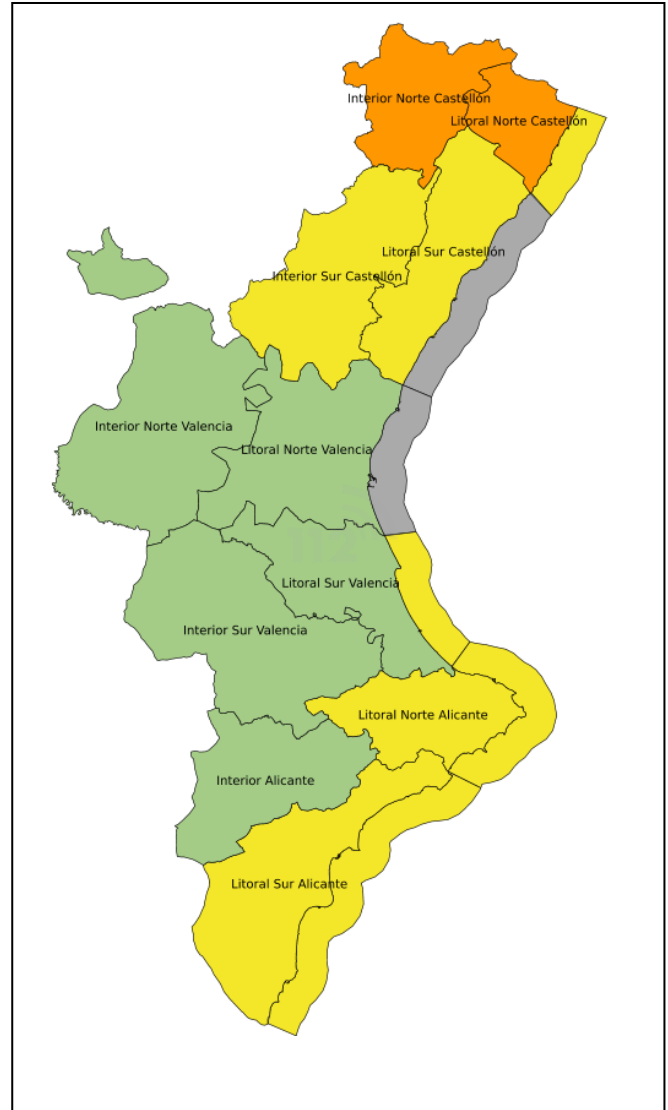 Interior Norte Castellón
Litoral Norte Castellón
Litoral Sur Castellón
Interior Sur Castellón
Interior Norte Valencia
Litoral Norte Valencia
112
Litoral Sur Valencia
Interior Sur Valencia
Litoral Norte Alicante
Interior Alicante
Litoral Sur Alicante